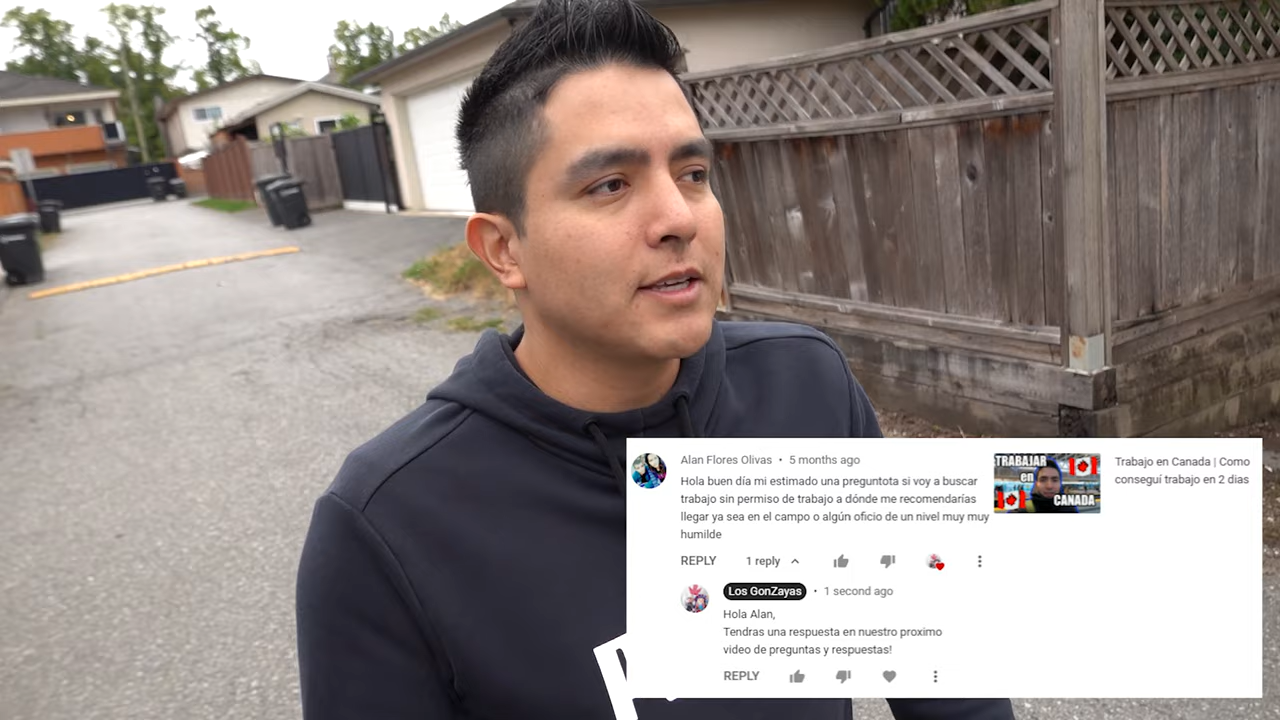 Alan Flores Olivas • 5 months ago
Hola buen día mi estimado una preguntota si voy a buscar
trabajo sin permiso de trabajo a dónde me recomendarías
llegar ya sea en el campo o algún oficio de un nivel muy muy
humilde
REPLY 1 reply
TRABAJAR
en
CANADA
Trabajo en Canada | Como
conseguí trabajo en 2 dias
Los GonZayas • 1 second ago
Hola Alan,
Tendras una respuesta en nuestro proximo
video de preguntas y respuestas!
REPLY